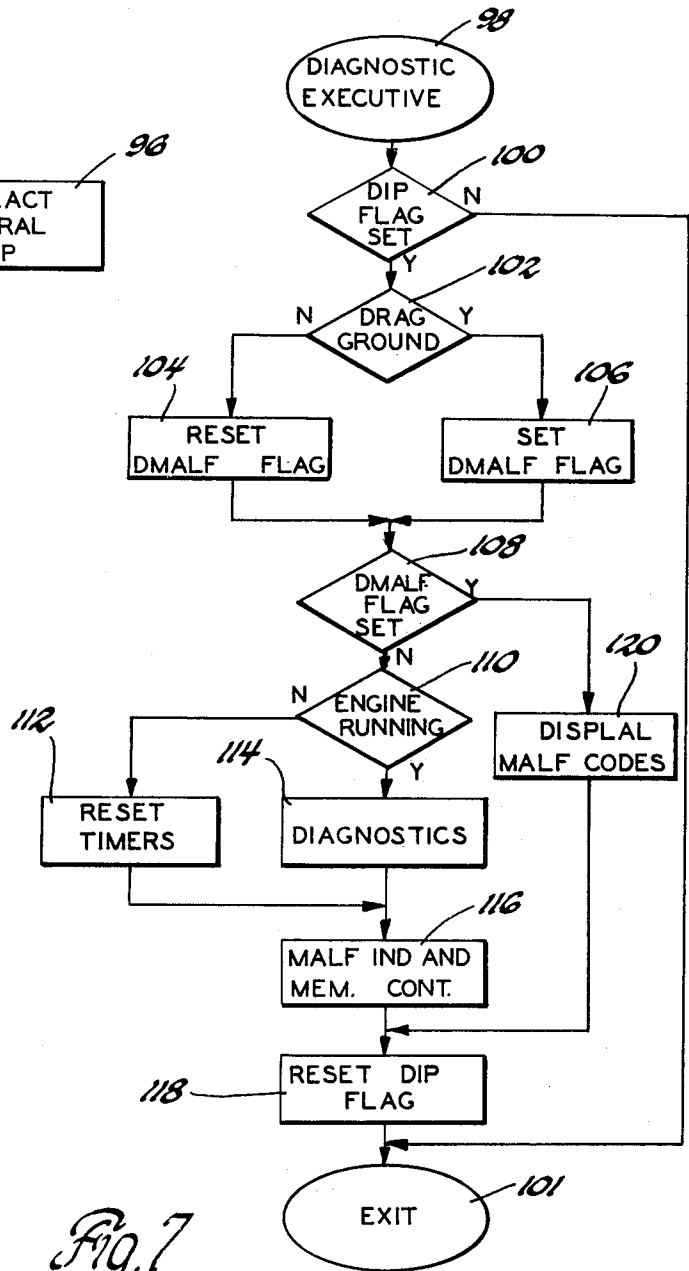 98
DIAGNOSTIC
EXECUTIVE
96
ACT
RAL
P
100
DIP
FLAG
SET
N
Y
102
N
DRAG
GROUND
Y
104
RESET
DMALF FLAG
106
SET
DMALF FLAG
108
DMALF
FLAG
SET
Y
N
110
N
ENGINE
RUNNING
Y
120
DISPLAL
MALF CODES
112
RESET
TIMERS
114
DIAGNOSTICS
116
MALF IND AND
MEM. CONT.
118
RESET DIP
FLAG
101
EXIT
Fig. 7